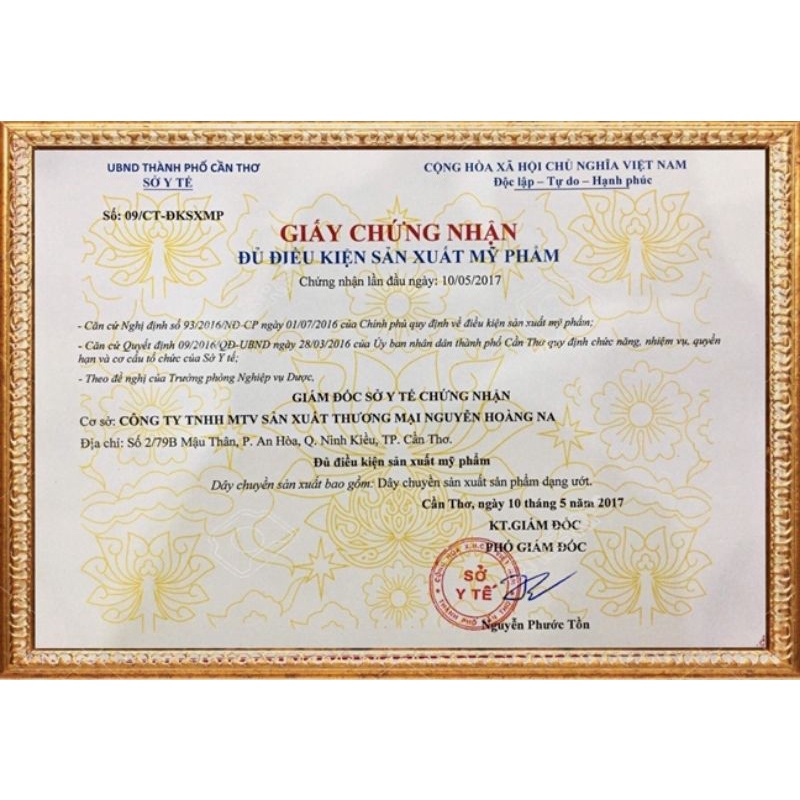 UBND THÀNH PHỐ CẦN THƠ
SỞ Y TẾ
CỘNG HÒA XÃ HỘI CHỦ NGHĨA VIỆT NAM
Độc lập – Tự do – Hạnh phúc
Số: 09/CT-ĐKSXMP
GIẤY CHỨNG NHẬN
ĐỦ ĐIỀU KIỆN SẢN XUẤT MỸ PHẨM
Chứng nhận lần đầu ngày: 10/05/2017
- Căn cứ Nghị định số 93/2016/NĐ-CP ngày 01/07/2016 của Chính phủ quy định về điều kiện sản xuất mỹ phẩm;
- Căn cứ Quyết định 09/2016/QĐ-UBND ngày 28/03/2016 của Ủy ban nhân dân thành phố Cần Thơ quy định chức năng, nhiệm vụ, quyền
hạn và cơ cấu tổ chức của Sở Y tế;
- Theo đề nghị của Trưởng phòng Nghiệp vụ Dược,
GIÁM ĐỐC SỞ Y TẾ CHỨNG NHẬN
Cơ sở: CÔNG TY TNHH MTV SẢN XUẤT THƯƠNG MẠI NGUYỄN HOÀNG NA
Địa chỉ: Số 2/79B Mậu Thân, P. An Hòa, Q. Ninh Kiều, TP. Cần Thơ.
Đủ điều kiện sản xuất mỹ phẩm
Dây chuyền sản xuất bao gồm: Dây chuyền sản xuất sản phẩm dạng ướt.
Cần Thơ, ngày 10 tháng 5 năm 2017
KT.GIÁM ĐỐC
PHÓ GIÁM ĐỐC
SỞ
Y TẾ
THÀNH PHỐ CẦN THƠ
Nguyễn Phước Tồn